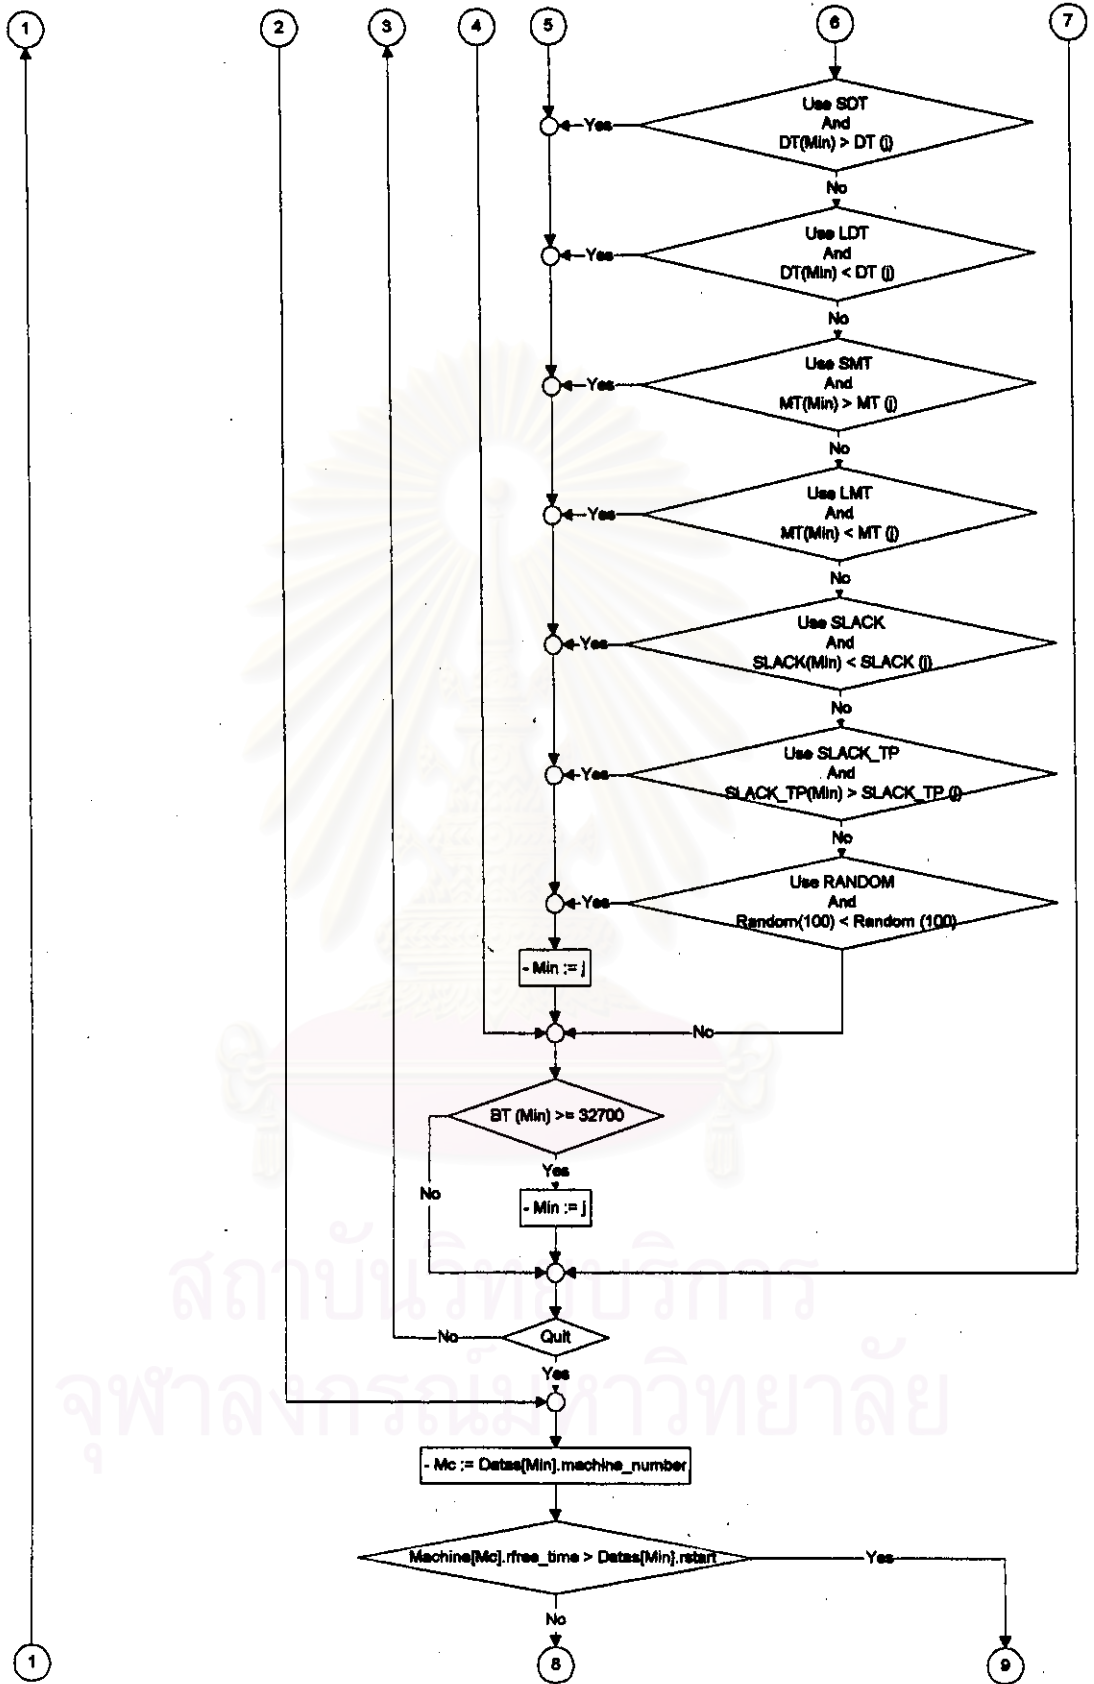 1
2
3
4
5
6
7
Use SDT
And
DT(Min) > DT (j)
Yes
No
Use LDT
And
DT(Min) < DT (j)
Yes
No
Use SMT
And
MT(Min) > MT (j)
Yes
No
Use LMT
And
MT(Min) < MT (j)
Yes
No
Use SLACK
And
SLACK(Min) < SLACK (j)
Yes
No
Use SLACK_TP
And
SLACK_TP(Min) > SLACK_TP (j)
Yes
No
Use RANDOM
And
Random(100) < Random (100)
Yes
- Min := j
No
BT (Min) >= 32700
Yes
No
- Min := j
Quit
No
Yes
สถาบันวิทยบริการ
จุฬาลงกรณ์มหาวิทยาลัย
- Mc := Datas[Min].machine_number
Machine[Mc].rfree_time > Datas[Min].rstart
Yes
No
1
8
9